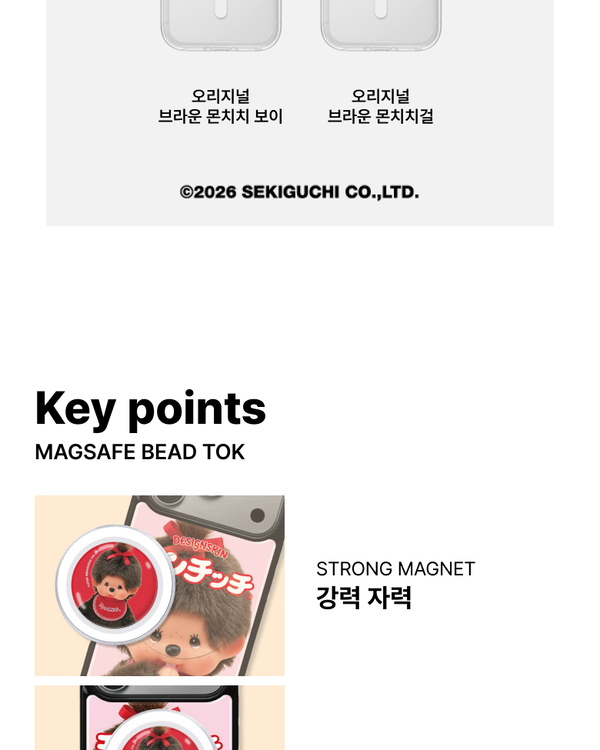 오리지널
브라운 몬치치 보이
오리지널
브라운 몬치치걸
©2026 SEKIGUCHI CO.,LTD.
Key points
MAGSAFE BEAD TOK
DESIGNSKIN
ンチッチ
STRONG MAGNET
강력 자력